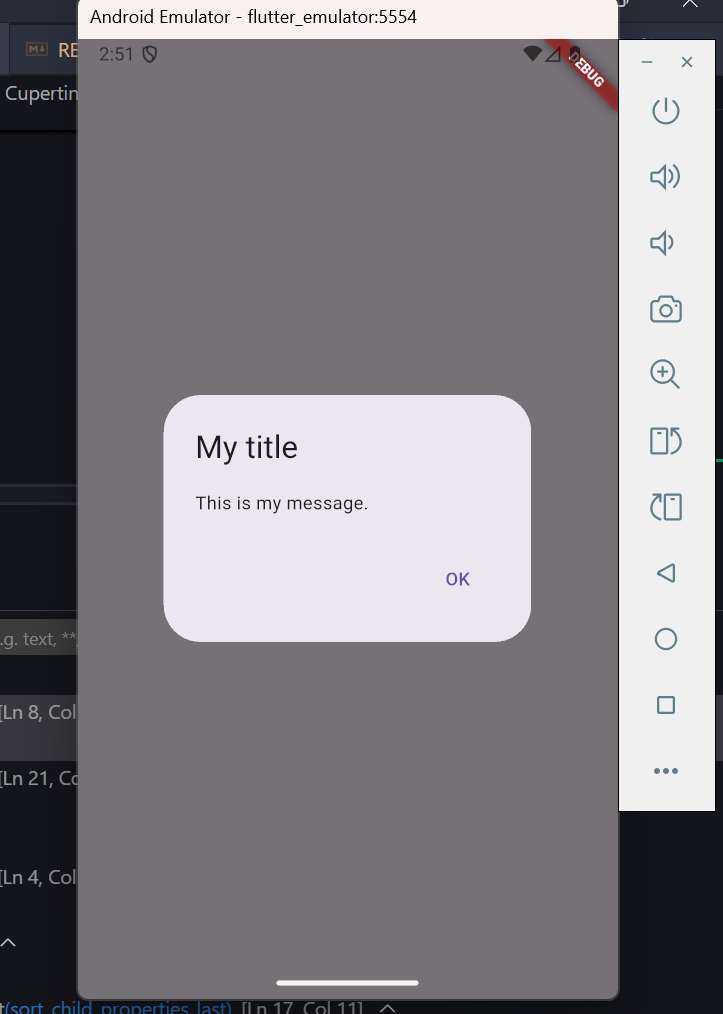 Android Emulator - flutter_emulator:5554
RE
Cupertin
2:51
DEBUG
My title
This is my message.
OK
.g. text, **
[Ln 8, Col
[Ln 21, Co
[Ln 4, Col
t(sort_child_properties_last) [Ln 17, Col 11]